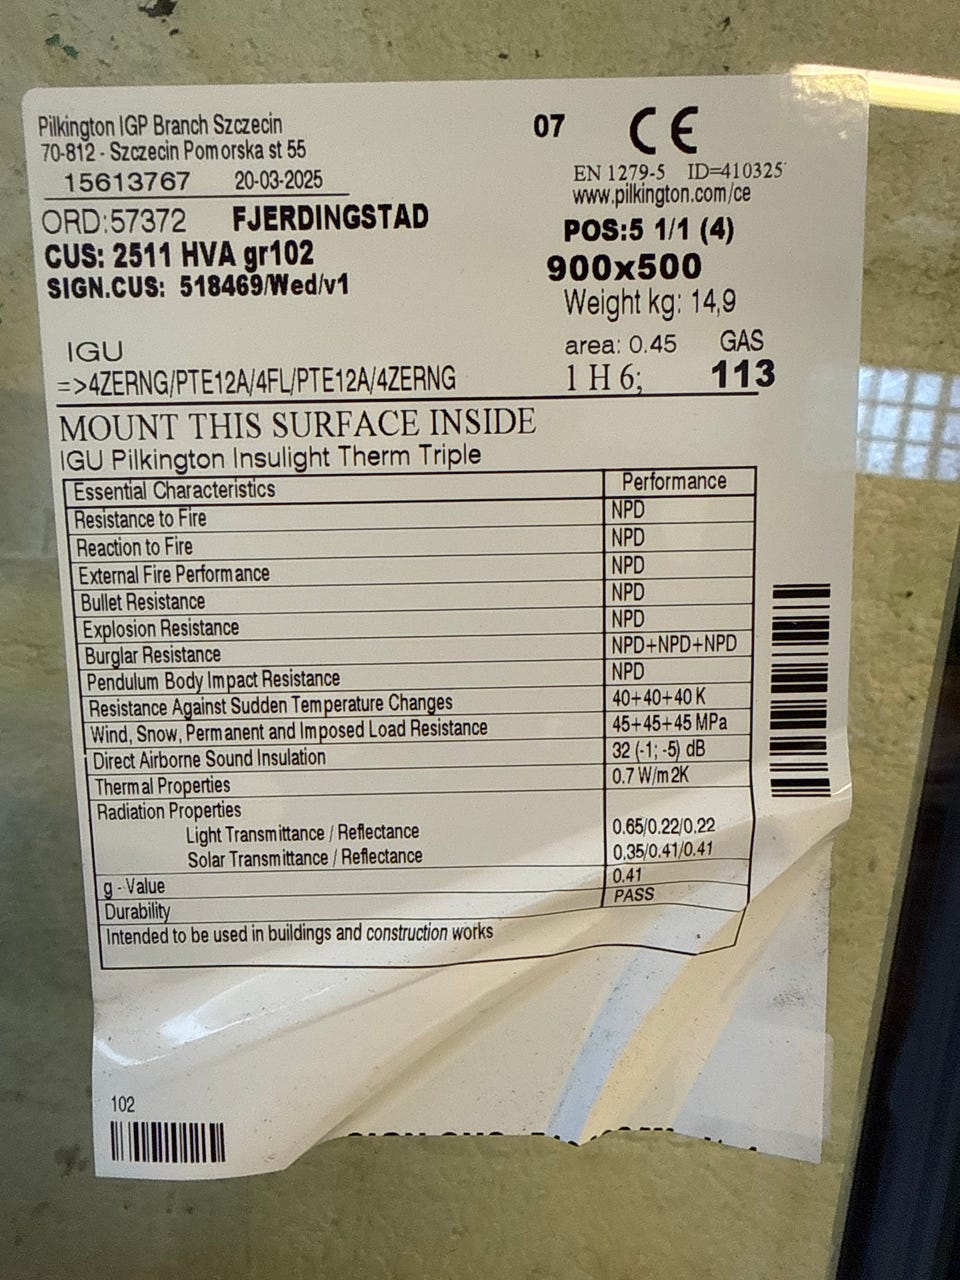 Pilkington IGP Branch Szczecin
70-812 - Szczecin Pomorska st 55
15613767 20-03-2025
07 CE
EN 1279-5 ID=410325
www.pilkington.com/ce
ORD:57372 FJERDINGSTAD
CUS: 2511 HVA gr102
SIGN.CUS: 518469/Wed/v1
POS:5 1/1 (4)
900x500
Weight kg: 14,9
IGU
area: 0.45 GAS
=>4ZERNG/PTE12A/4FL/PTE12A/4ZERNG
1 H 6; 113
MOUNT THIS SURFACE INSIDE
IGU Pilkington Insulight Therm Triple
Essential Characteristics Performance
Resistance to Fire NPD
Reaction to Fire NPD
External Fire Performance NPD
Bullet Resistance NPD
Explosion Resistance NPD
Burglar Resistance NPD+NPD+NPD
Pendulum Body Impact Resistance NPD
Resistance Against Sudden Temperature Changes 40+40+40 K
Wind, Snow, Permanent and Imposed Load Resistance 45+45+45 MPa
Direct Airborne Sound Insulation 32 (-1; -5) dB
Thermal Properties 0.7 W/m2K
Radiation Properties
Light Transmittance / Reflectance 0.65/0.22/0.22
Solar Transmittance / Reflectance 0.35/0.41/0.41
g - Value 0.41
Durability PASS
Intended to be used in buildings and construction works
102